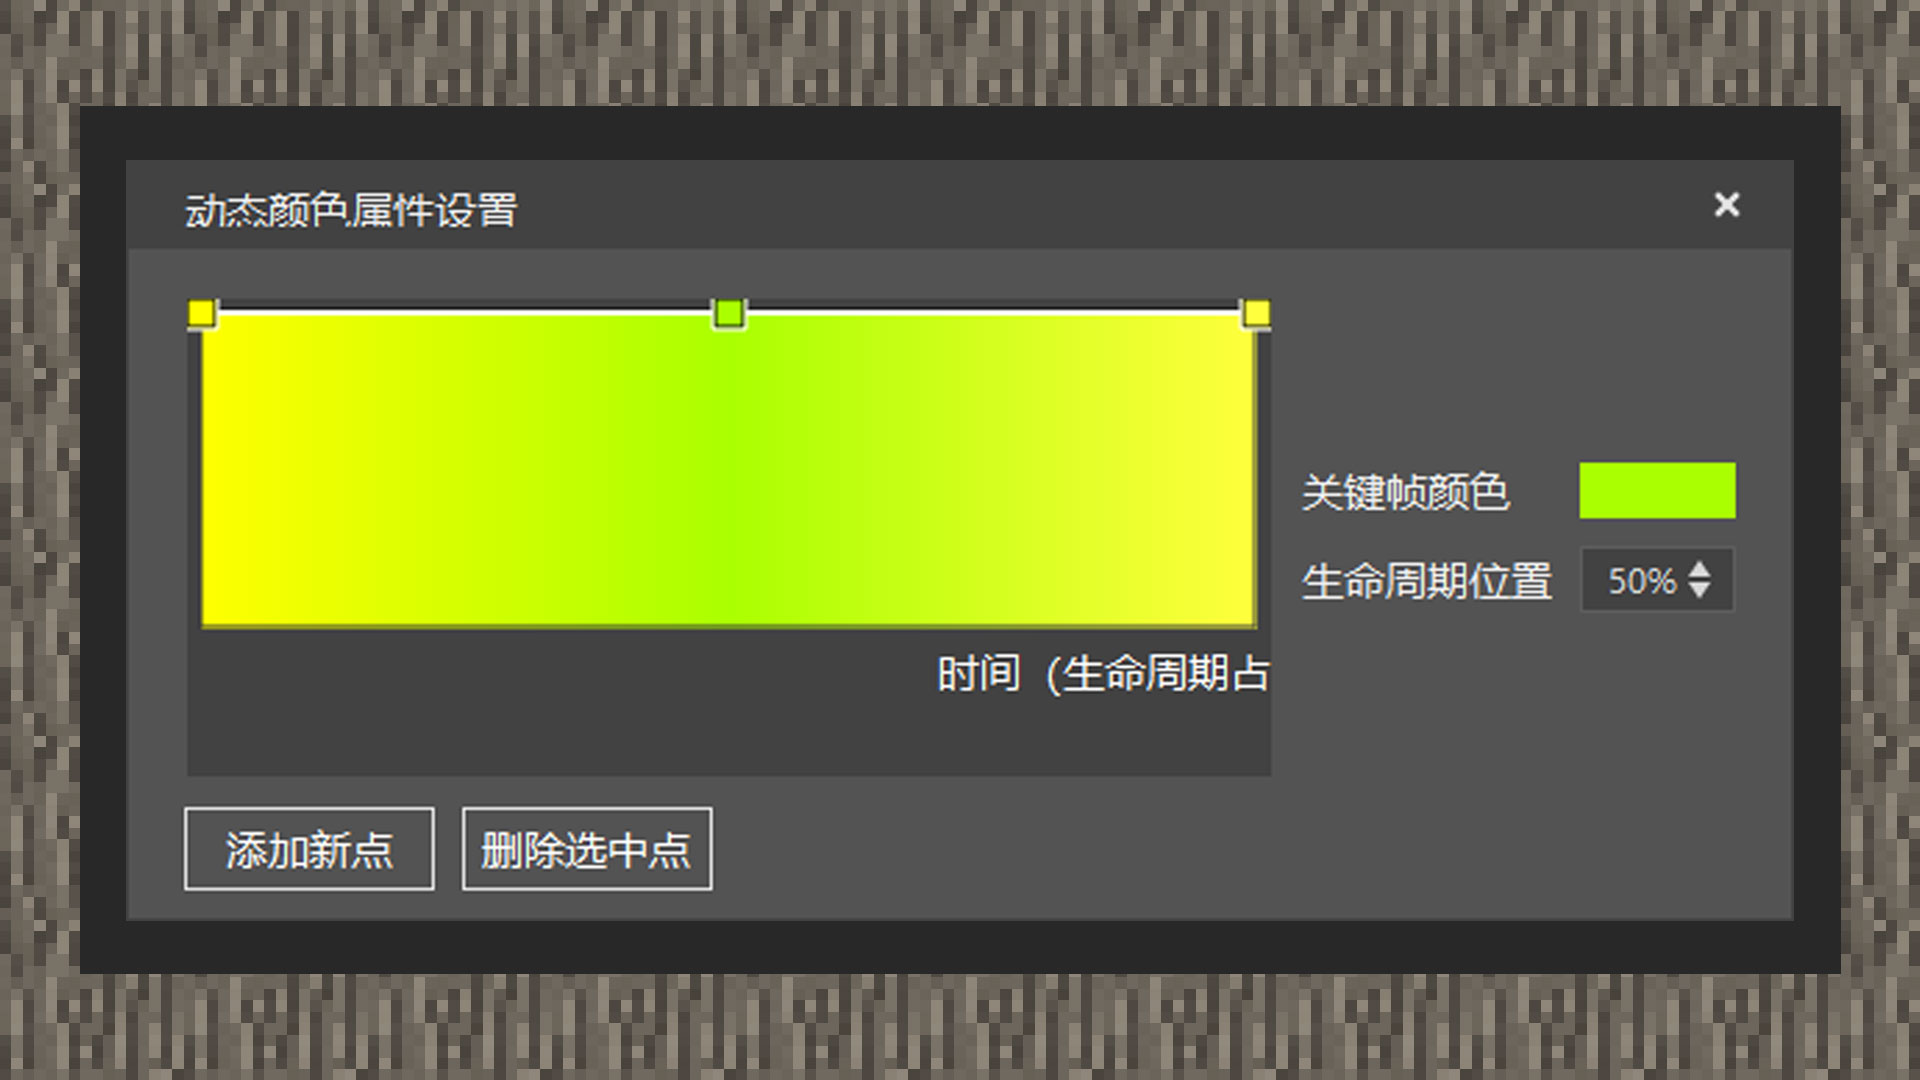 动态颜色属性设置
关键帧颜色
生命周期位置 50%
时间（生命周期占
添加新点 删除选中点